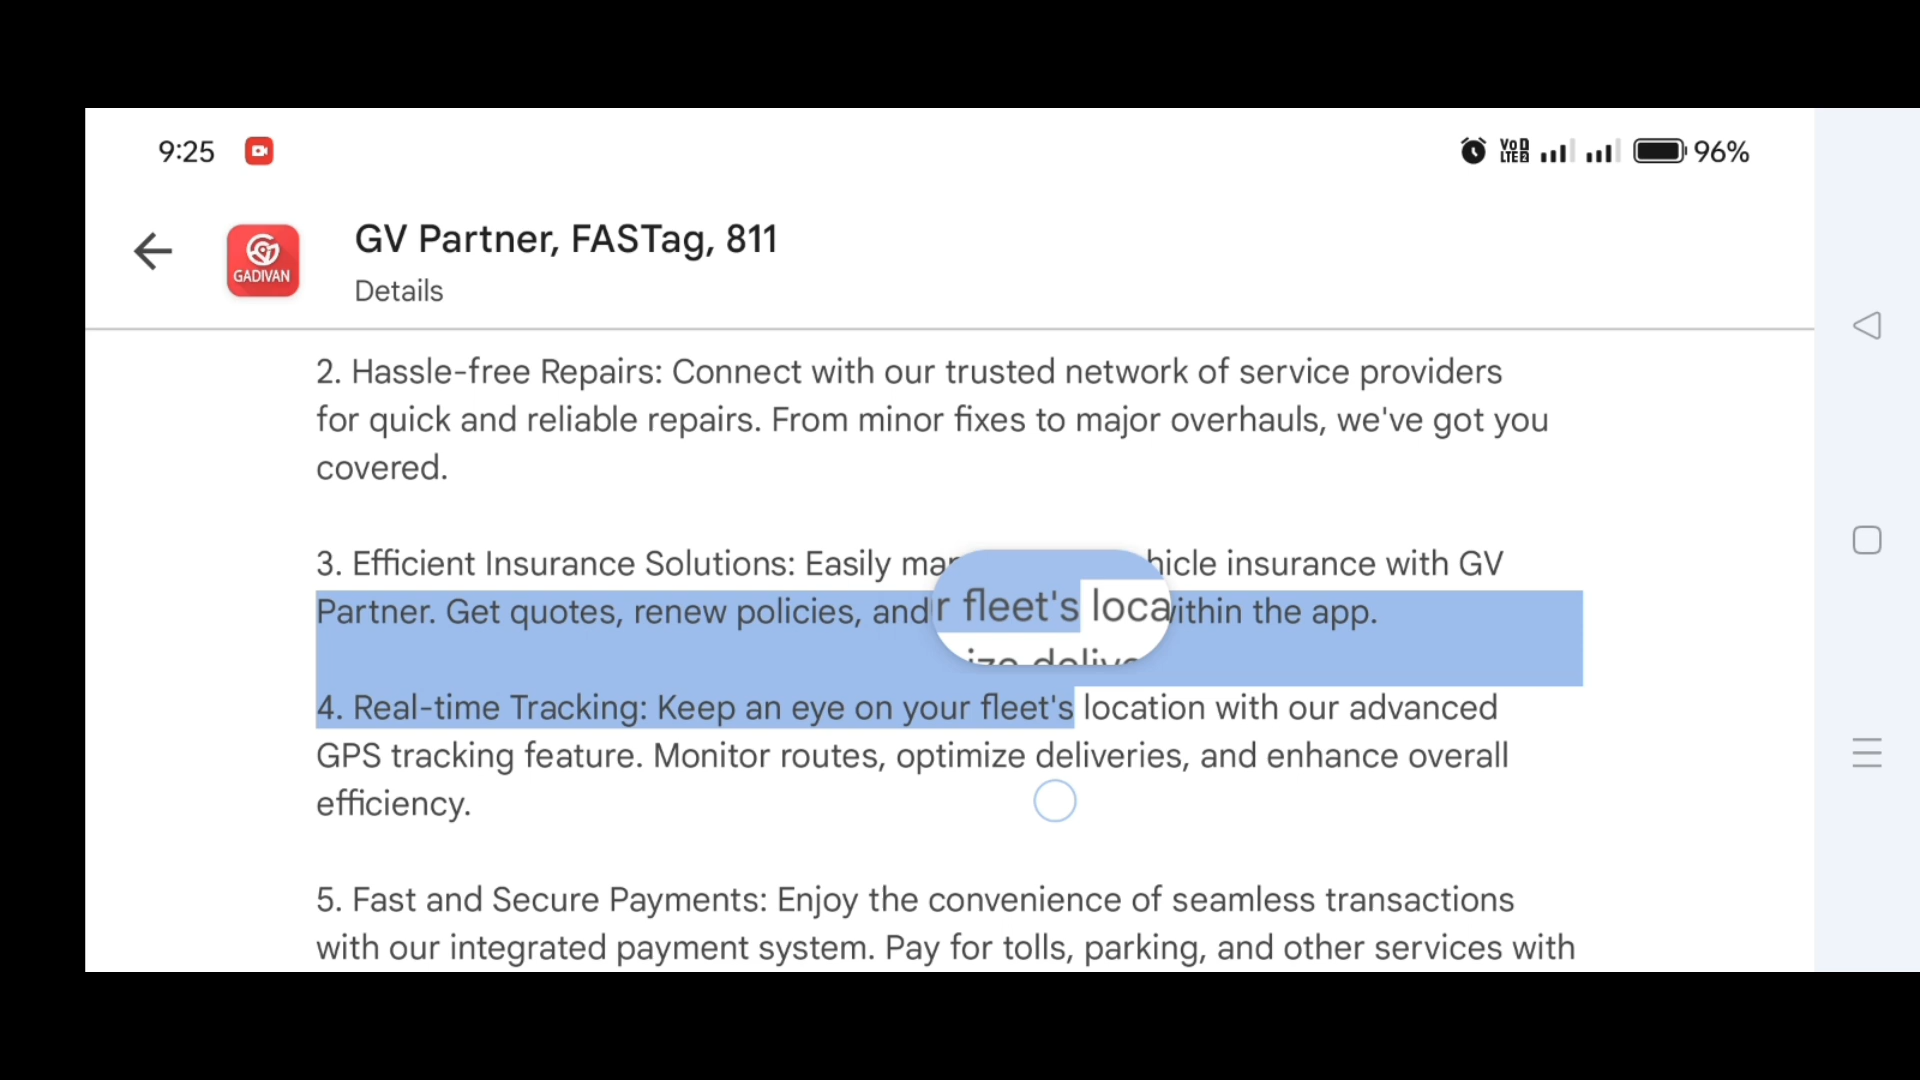 9:25
VoD LTE2 96%
GADIVAN
GV Partner, FASTag, 811
Details
2. Hassle-free Repairs: Connect with our trusted network of service providers
for quick and reliable repairs. From minor fixes to major overhauls, we've got you
covered.
3. Efficient Insurance Solutions: Easily insurance with GV
Partner. Get quotes, renew policies, and the app.
r fleet's loca
4. Real-time Tracking: Keep an eye on your fleet's location with our advanced
GPS tracking feature. Monitor routes, optimize deliveries, and enhance overall
efficiency.
5. Fast and Secure Payments: Enjoy the convenience of seamless transactions
with our integrated payment system. Pay for tolls, parking, and other services with